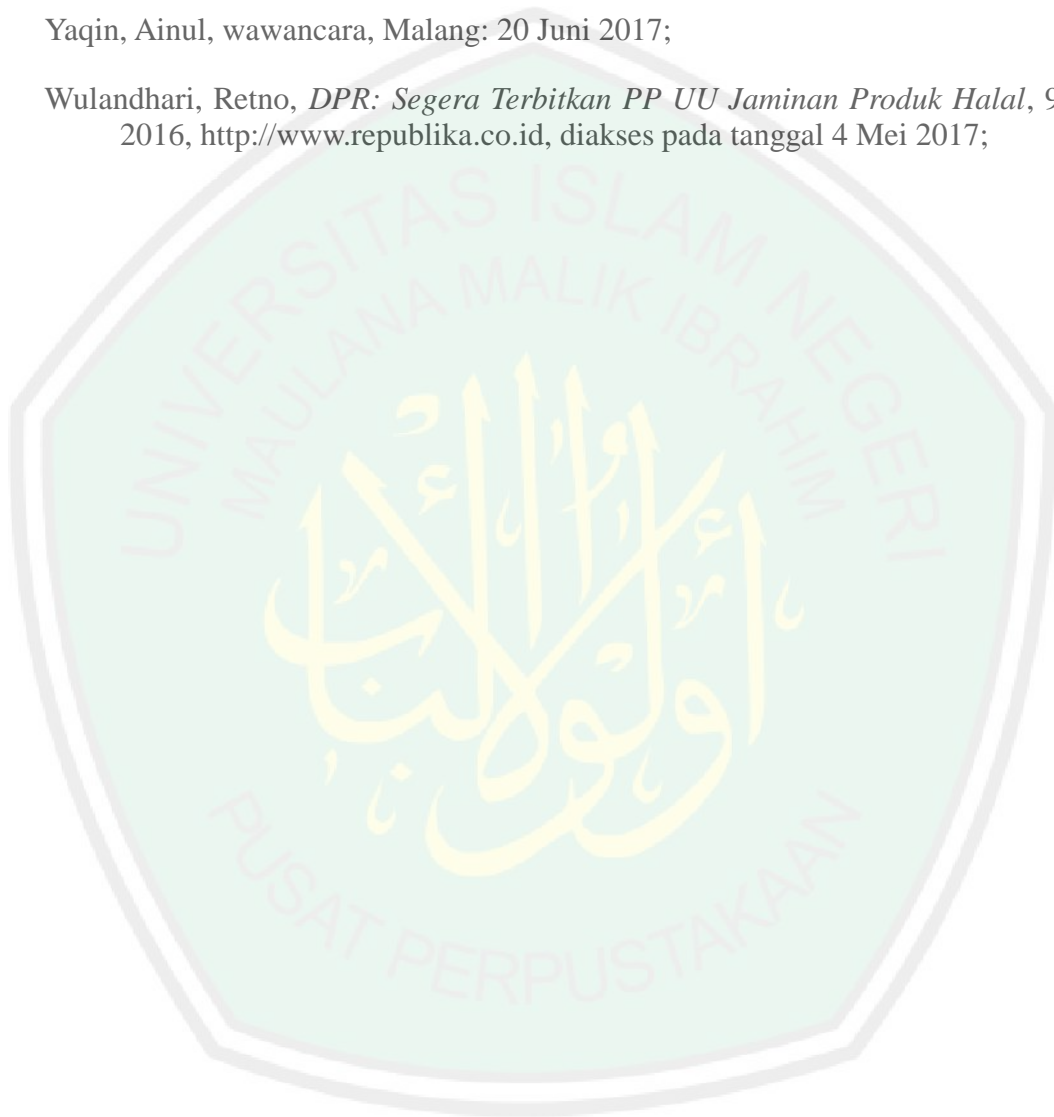 Yaqin, Ainul, wawancara, Malang: 20 Juni 2017;
Wulandhari, Retno, DPR: Segera Terbitkan PP UU Jaminan Produk Halal, 9
2016, http://www.republika.co.id, diakses pada tanggal 4 Mei 2017;
UNIVERSITAS ISLAM NEGERI
MAULANA MALIK IBRAHIM
أولو الألباب
PUSAT PERPUSTAKAAN